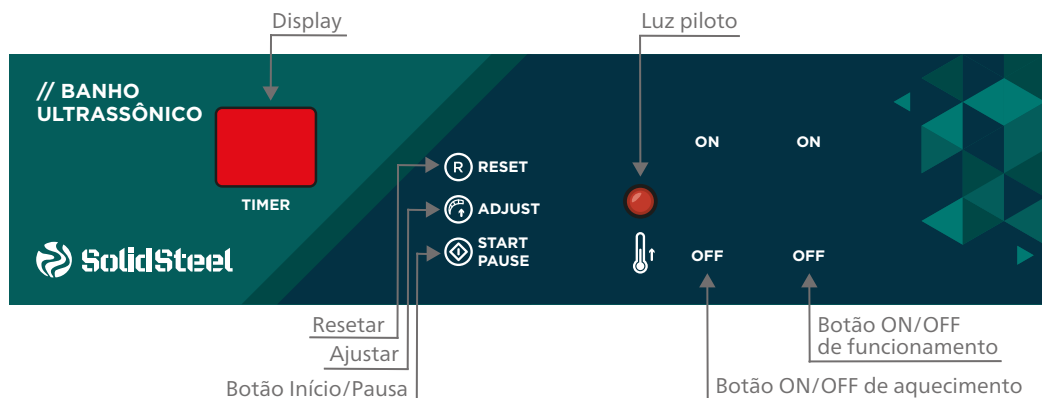 Display
Luz piloto
// BANHO
ULTRASSÔNICO
TIMER
SolidSteel
R RESET
ADJUST
START
PAUSE
ON
ON
OFF
OFF
Resetar
Ajustar
Botão Início/Pausa
Botão ON/OFF
de funcionamento
Botão ON/OFF de aquecimento